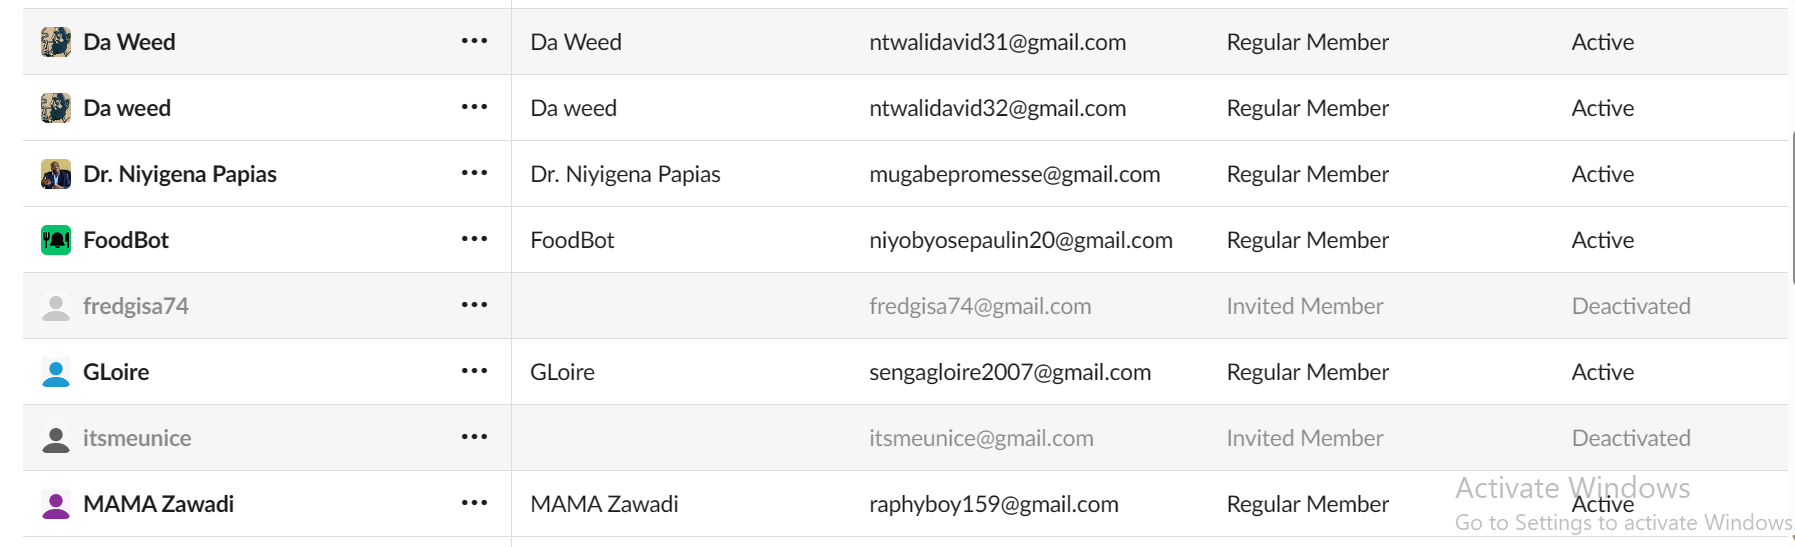 Da Weed ••• Da Weed ntwalidavid31@gmail.com Regular Member Active
Da weed ••• Da weed ntwalidavid32@gmail.com Regular Member Active
Dr. Niyigena Papias ••• Dr. Niyigena Papias mugabepromesse@gmail.com Regular Member Active
FoodBot ••• FoodBot niyobyosepaulin20@gmail.com Regular Member Active
fredgisa74 ••• fredgisa74@gmail.com Invited Member Deactivated
GLoire ••• GLoire sengagloire2007@gmail.com Regular Member Active
itsmeunice ••• itsmeunice@gmail.com Invited Member Deactivated
MAMA Zawadi ••• MAMA Zawadi raphyboy159@gmail.com Regular Member Active
Activate Windows
Go to Settings to activate Windows.